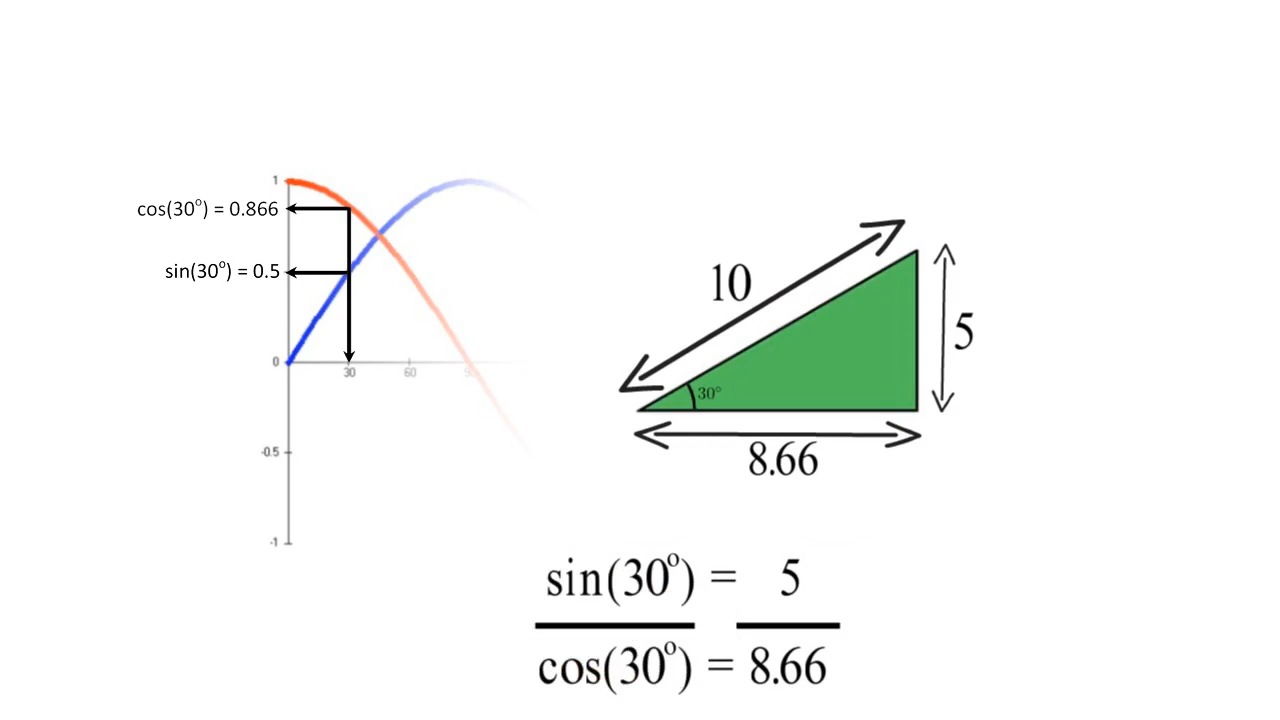 1
cos(30°) = 0.866
sin(30°) = 0.5
0
30
60
-0.5
-1
10
5
30°
8.66
sin(30°) = 5
cos(30°) = 8.66